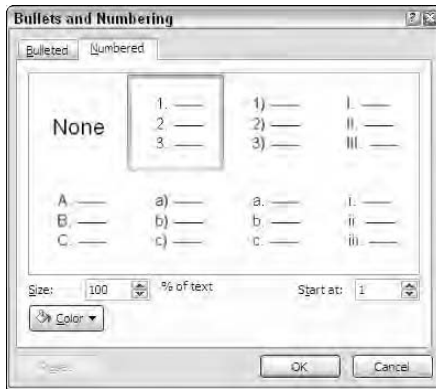 Bullets and Numbering
Bulleted Numbered
None
1.
2
3.
1)
2)
3)
I.
II.
III.
A.
B.
C.
a)
b)
c)
a.
b
c
i.
ii
iii.
Size: 100 % of text Start at: 1
Color
OK Cancel